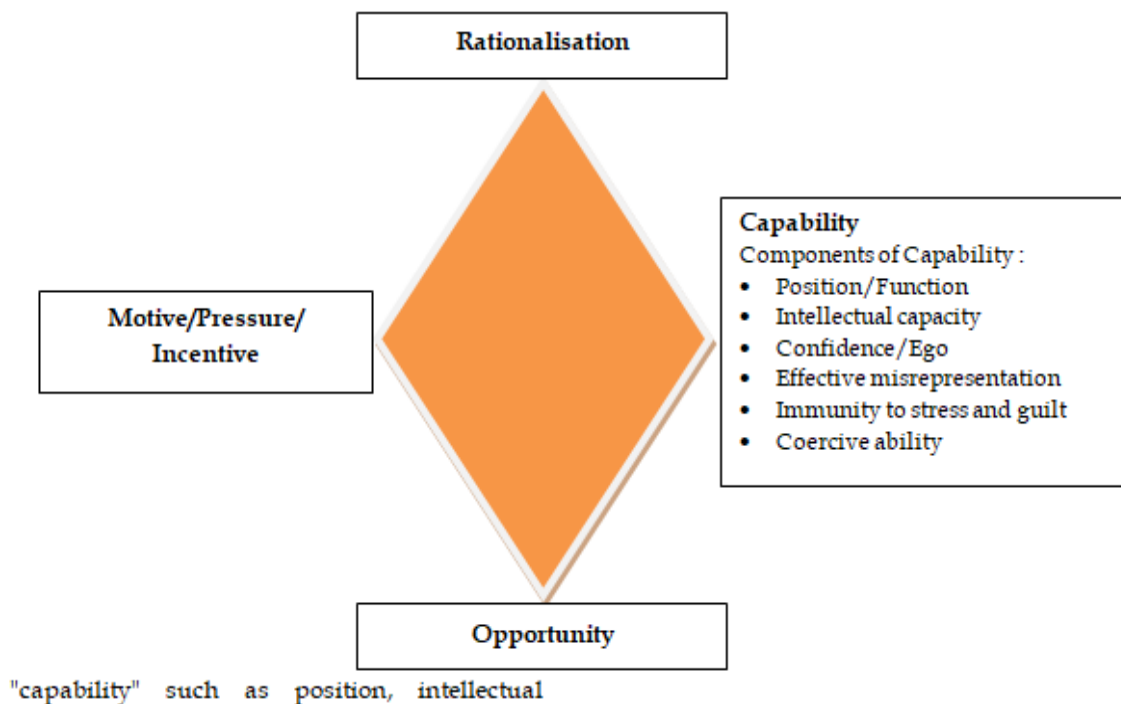 Rationalisation
Motive/Pressure/
Incentive
Capability
Components of Capability :
• Position/Function
• Intellectual capacity
• Confidence/Ego
• Effective misrepresentation
• Immunity to stress and guilt
• Coercive ability
Opportunity
"capability" such as position, intellectual